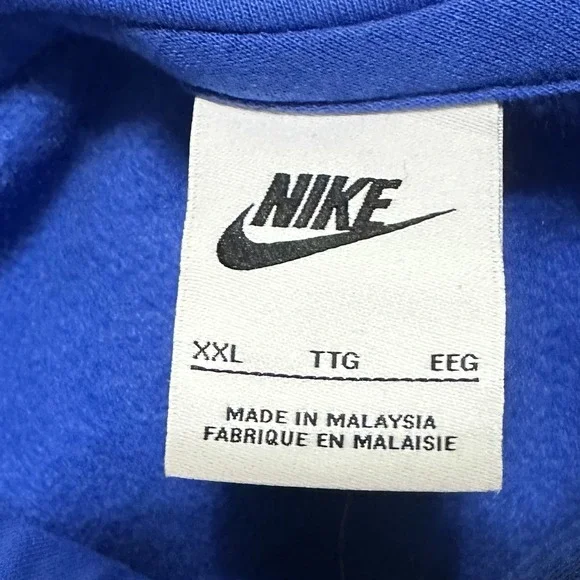 NIKE
XXL TTG EEG
MADE IN MALAYSIA
FABRIQUE EN MALAISIE